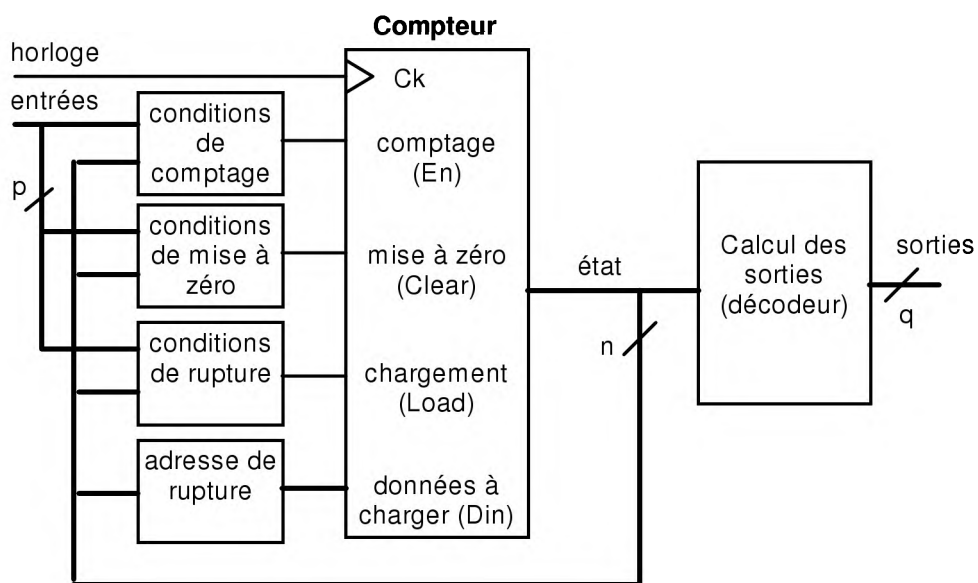 Compteur
horloge
Ck
entrées
conditions
de
comptage
comptage
(En)
p
conditions
de mise à
zéro
mise à zéro
(Clear)
état
n
Calcul des
sorties
(décodeur)
sorties
q
conditions
de rupture
chargement
(Load)
adresse de
rupture
données à
charger (Din)